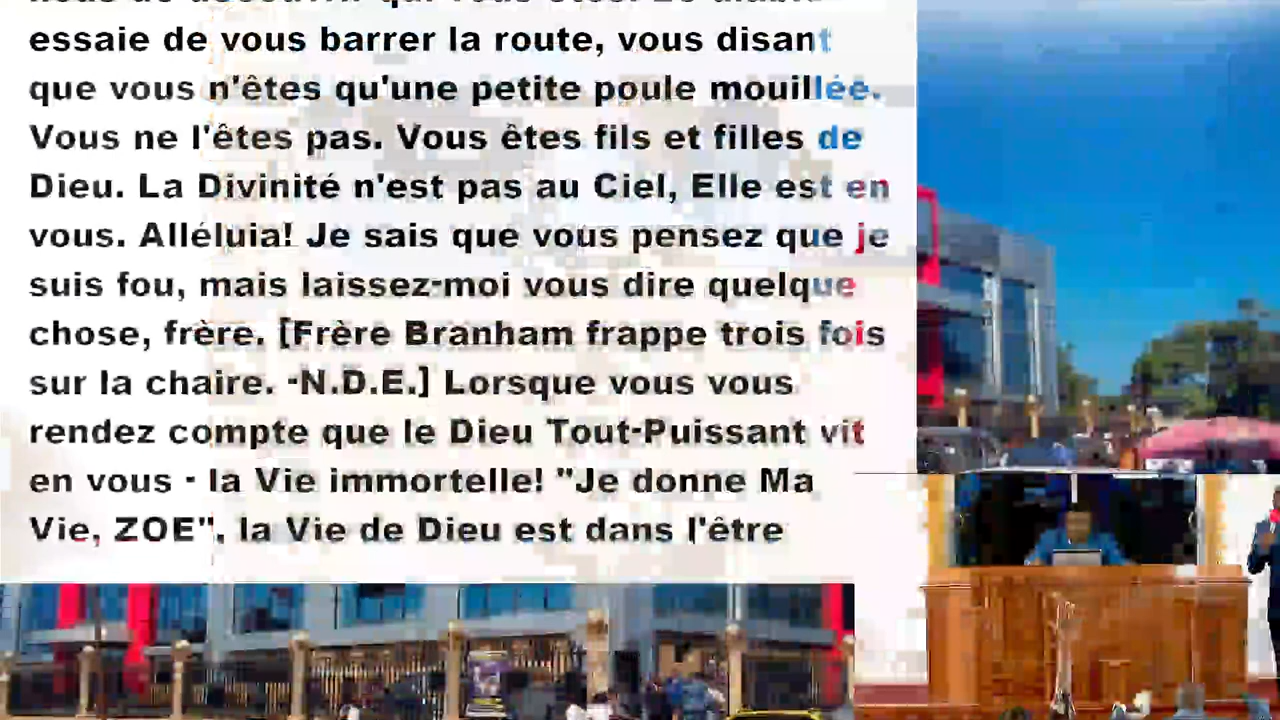 essaie de vous barrer la route, vous disant
que vous n'êtes qu'une petite poule mouillée.
Vous ne l'êtes pas. Vous êtes fils et filles de
Dieu. La Divinité n'est pas au Ciel, Elle est en
vous. Alléluia! Je sais que vous pensez que je
suis fou, mais laissez-moi vous dire quelque
chose, frère. [Frère Branham frappe trois fois
sur la chaire. -N.D.E.] Lorsque vous vous
rendez compte que le Dieu Tout-Puissant vit
en vous - la Vie immortelle! "Je donne Ma
Vie, ZOE", la Vie de Dieu est dans l'être